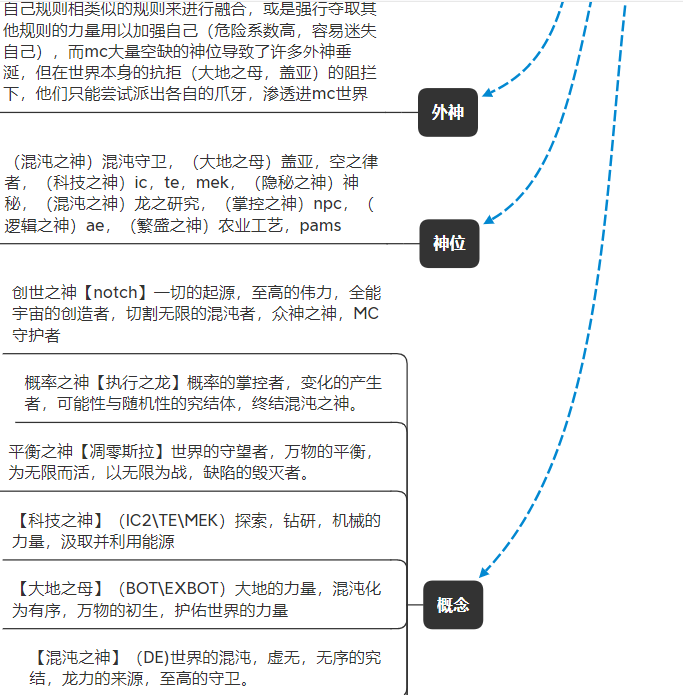 自己规则相类似的规则来进行融合，或是强行夺取其
他规则的力量用以加强自己（危险系数高，容易迷失
自己），而mc大量空缺的神位导致了许多外神垂
涎，但在世界本身的抗拒（大地之母，盖亚）的阻拦
下，他们只能尝试派出各自的爪牙，渗透进mc世界
外神
（混沌之神）混沌守卫，（大地之母）盖亚，空之律
者，（科技之神）ic，te，mek，（隐秘之神）神
秘，（混沌之神）龙之研究，（掌控之神）npc，（
逻辑之神）ae，（繁盛之神）农业工艺，pams
神位
创世之神【notch】一切的起源，至高的伟力，全能
宇宙的创造者，切割无限的混沌者，众神之神，MC
守护者
概率之神【执行之龙】概率的掌控者，变化的产生
者，可能性与随机性的究结体，终结混沌之神。
平衡之神【凋零斯拉】世界的守望者，万物的平衡，
为无限而活，以无限为战，缺陷的毁灭者。
【科技之神】（IC2\TE\MEK）探索，钻研，机械的
力量，汲取并利用能源
【大地之母】（BOT\EXBOT）大地的力量，混沌化
为有序，万物的初生，护佑世界的力量
概念
【混沌之神】（DE)世界的混沌，虚无，无序的究
结，龙力的来源，至高的守卫。